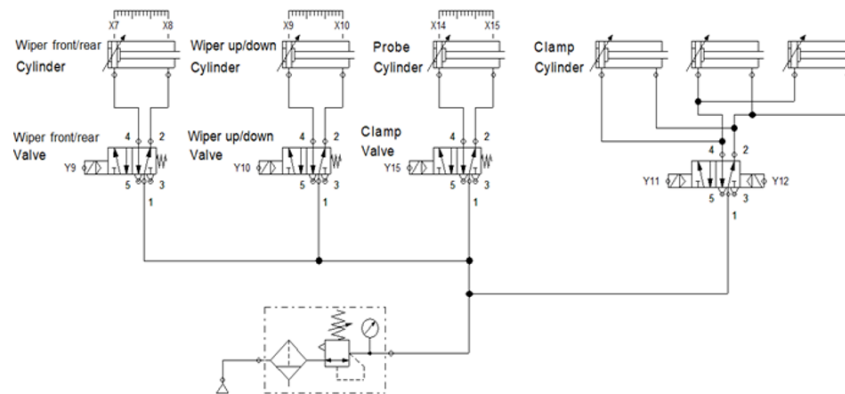 X7 X8 X9 X10 X14 X15
Wiper front/rear Wiper up/down Probe Clamp
Cylinder Cylinder Cylinder Cylinder
4 2 4 2 4 2
Wiper front/rear Wiper up/down Clamp
Valve Valve Valve
4 2
Y9 Y10 Y15
Y11 Y12
5 3 5 3 5 3
5 3
1 1 1
1